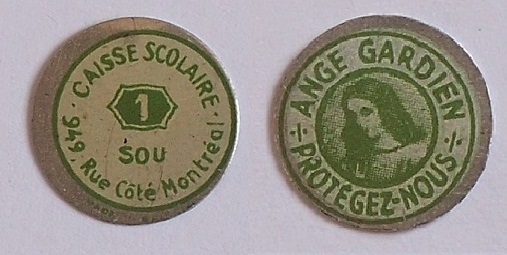 CAISSE SCOLAIRE
1
SOU
949, Rue Côté Montréal
ANGE GARDIEN
PROTÉGEZ-NOUS